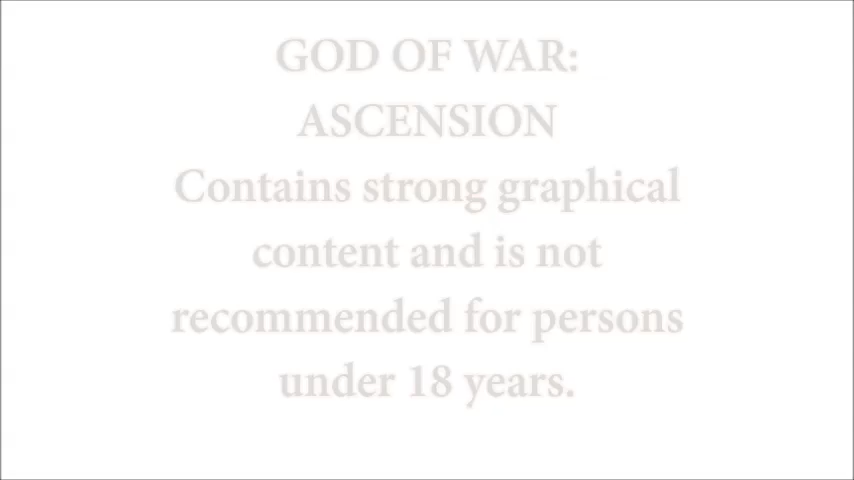 GOD OF WAR:
ASCENSION
Contains strong graphical
content and is not
recommended for persons
under 18 years.